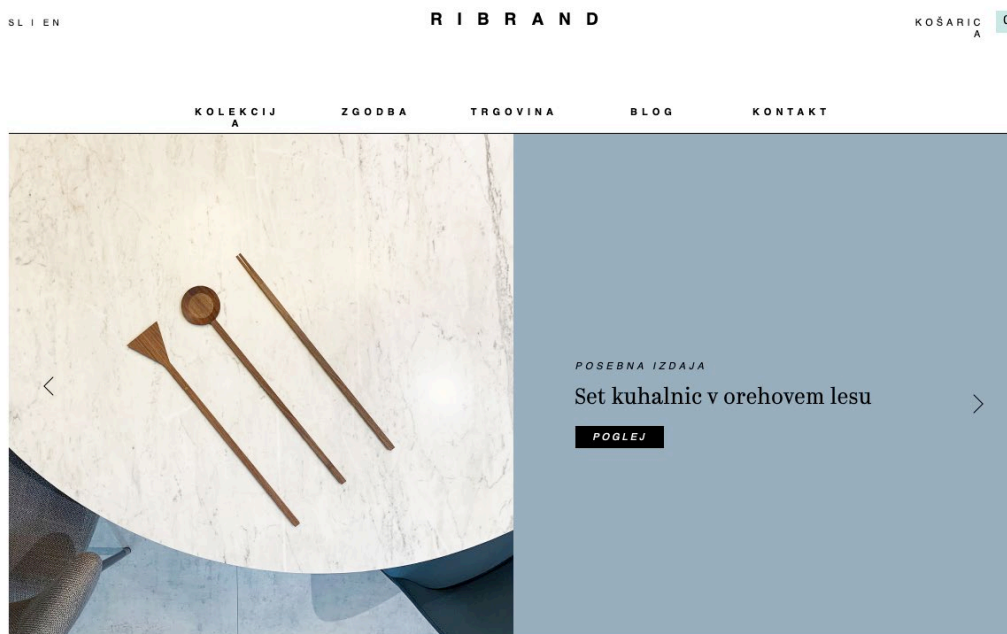 SL I EN
RIBRAND
KOŠARIC
A
KOLEKCIJ
A
ZGODBA
TRGOVINA
BLOG
KONTAKT
POSEBNA IZDAJA
Set kuhalnic v orehovem lesu
POGLEJ